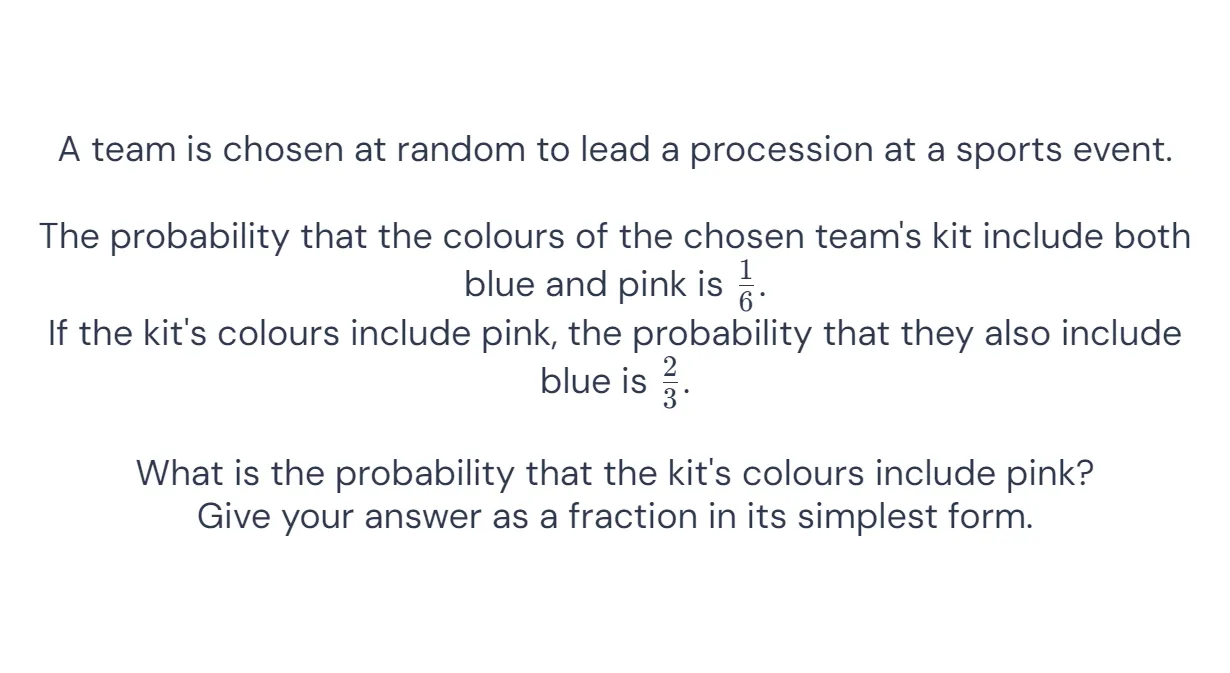 A team is chosen at random to lead a procession at a sports event.
The probability that the colours of the chosen team's kit include both
blue and pink is 1/6.
If the kit's colours include pink, the probability that they also include
blue is 2/3.
What is the probability that the kit's colours include pink?
Give your answer as a fraction in its simplest form.